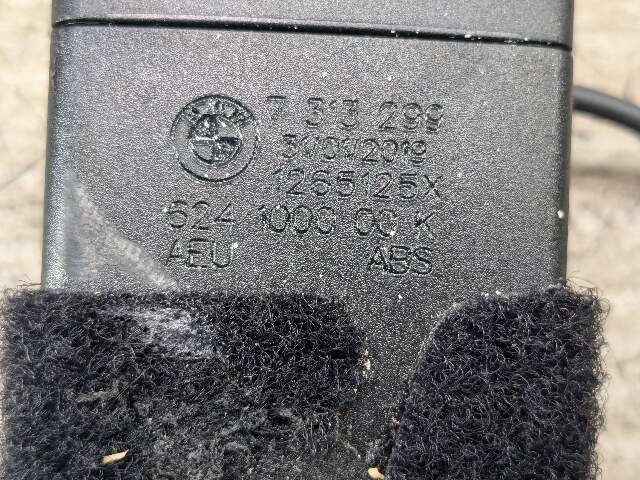 BMW
7 313 299
31/01/2019
1265125X
624 1000 00 K
AEU ABS